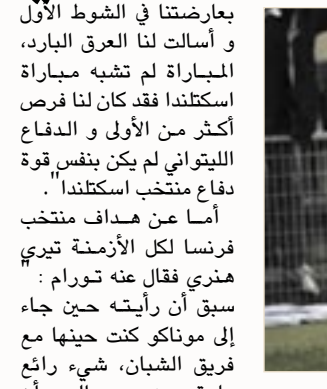 بعارضتنا في الشوط الأول
و أسالت لنا العرق البارد،
المباراة لم تشبه مباراة
اسكتلندا فقد كان لنا فرص
أكثر من الأولى و الدفاع
الليتواني لم يكن بنفس قوة
دفاع منتخب اسكتلندا".
أما عن هداف منتخب
فرنسا لكل الأزمنة تيري
هنري فقال عنه تورام : "
سبق أن رأيته حين جاء
إلى موناكو كنت حينها مع
فريق الشبان، شيء رائع